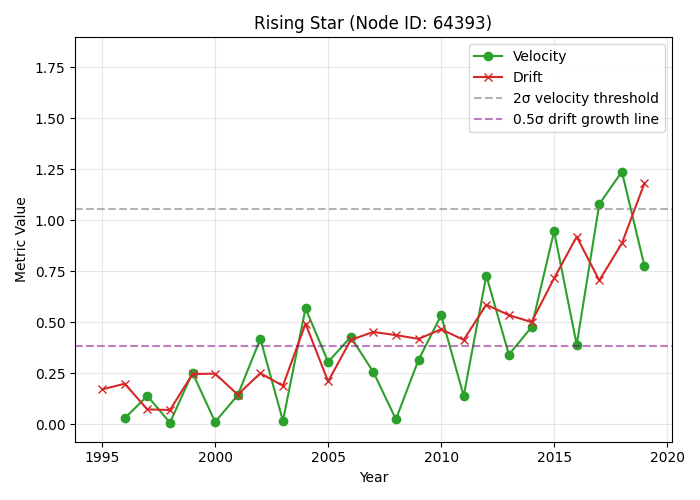 Rising Star (Node ID: 64393)
Velocity
Drift
2σ velocity threshold
0.5σ drift growth line
Metric Value
1.75
1.50
1.25
1.00
0.75
0.50
0.25
0.00
1995
2000
2005
2010
2015
2020
Year